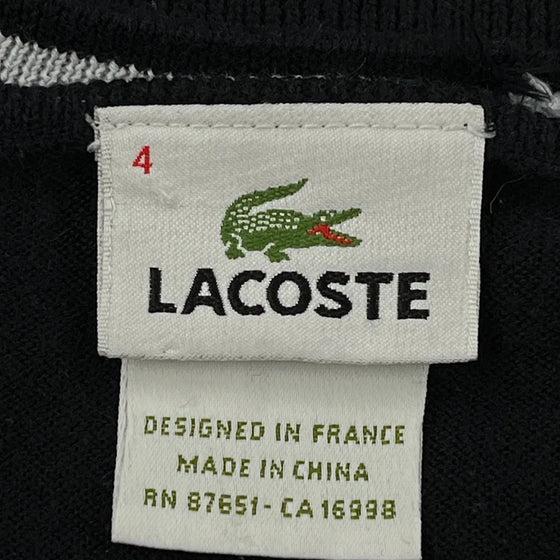 4
LACOSTE
DESIGNED IN FRANCE
MADE IN CHINA
RN 87651 - CA 16998